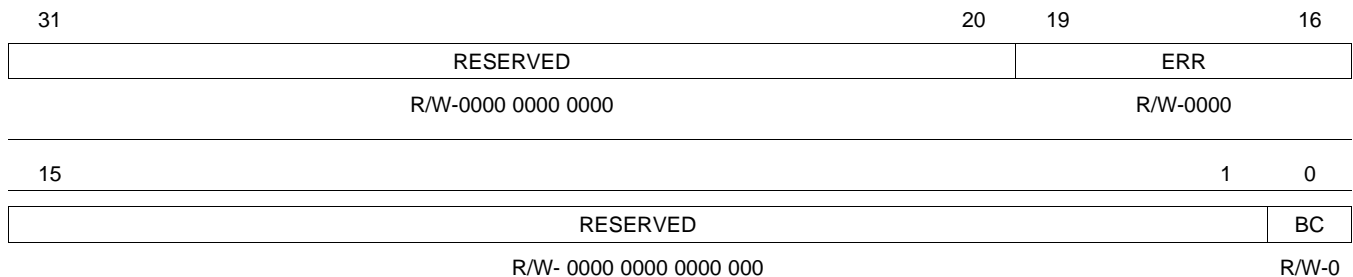 31 20 19 16
RESERVED ERR
R/W-0000 0000 0000 R/W-0000
15 1 0
RESERVED BC
R/W- 0000 0000 0000 000 R/W-0